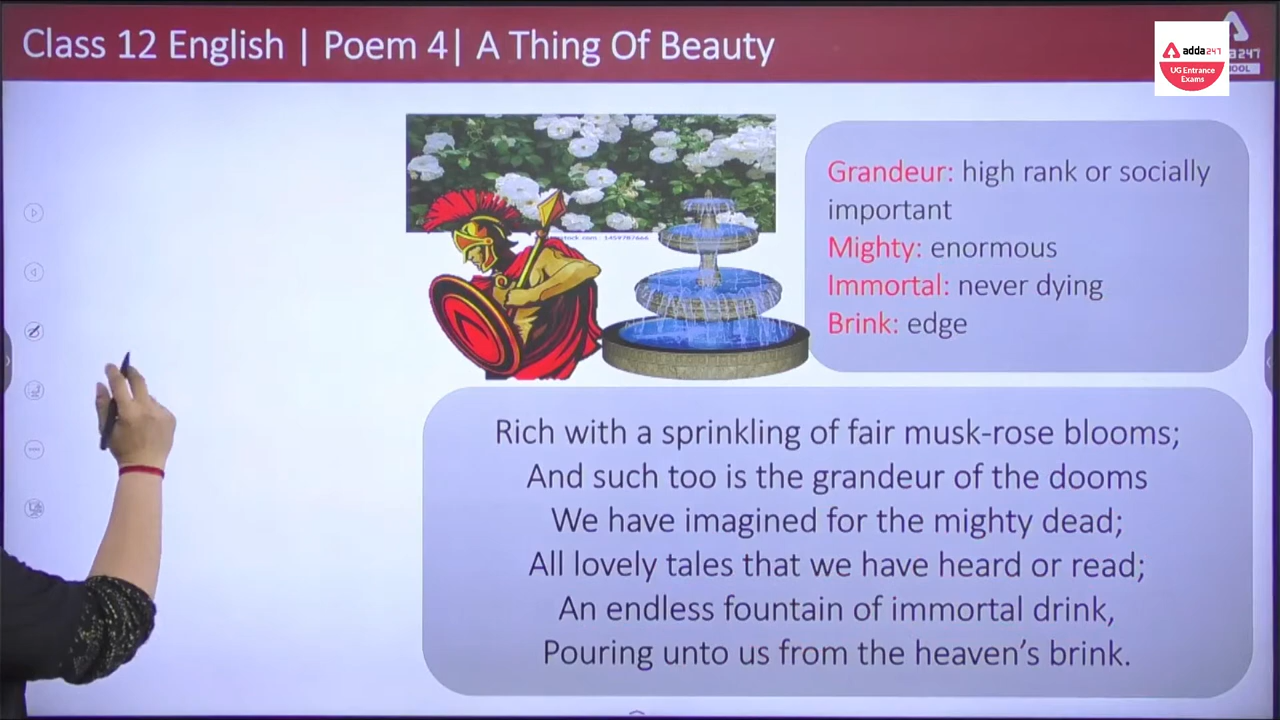 Class 12 English | Poem 4| A Thing Of Beauty
adda247
UG Entrance
Exams
Grandeur: high rank or socially
important
Mighty: enormous
Immortal: never dying
Brink: edge
Rich with a sprinkling of fair musk-rose blooms;
And such too is the grandeur of the dooms
We have imagined for the mighty dead;
All lovely tales that we have heard or read;
An endless fountain of immortal drink,
Pouring unto us from the heaven's brink.